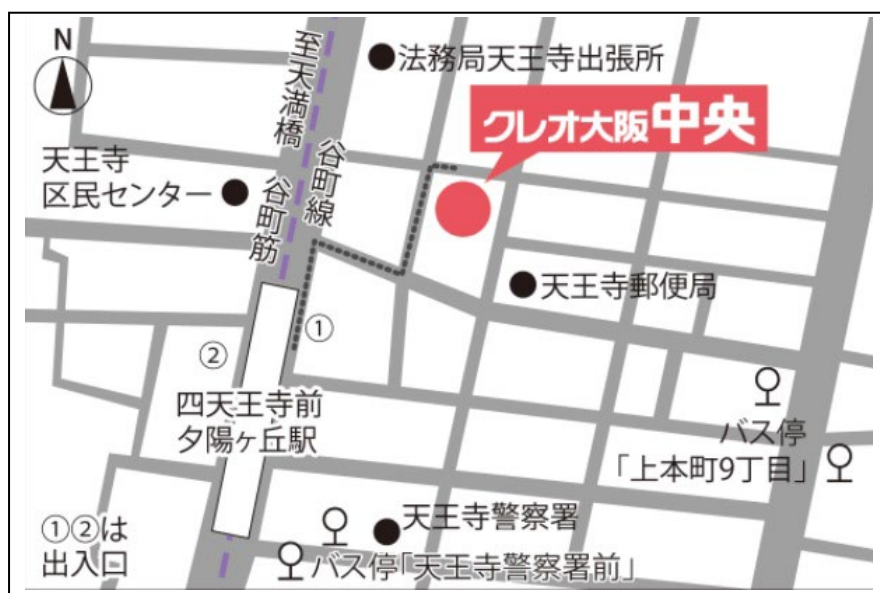 N
至天満橋
谷町線
谷町筋
法務局天王寺出張所
クレオ大阪中央
天王寺
区民センター
天王寺郵便局
①
②
四天王寺前
夕陽ヶ丘駅
バス停
「上本町9丁目」
天王寺警察署
バス停「天王寺警察署前」
①②は
出入口